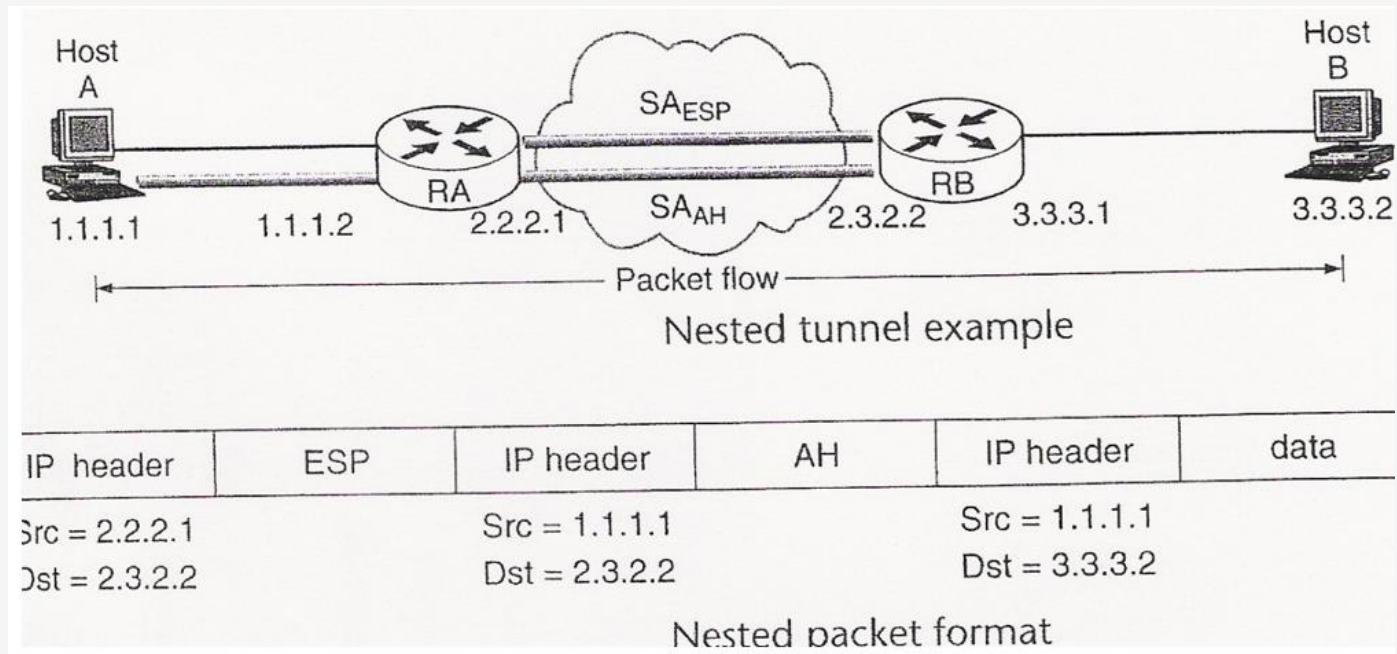 Host
A
Host
B
SAESP
RA
RB
SAAH
1.1.1.1
1.1.1.2
2.2.2.1
2.3.2.2
3.3.3.1
3.3.3.2
Packet flow
Nested tunnel example
IP header
ESP
IP header
AH
IP header
data
Src = 2.2.2.1
Src = 1.1.1.1
Src = 1.1.1.1
Dst = 2.3.2.2
Dst = 2.3.2.2
Dst = 3.3.3.2
Nested packet format